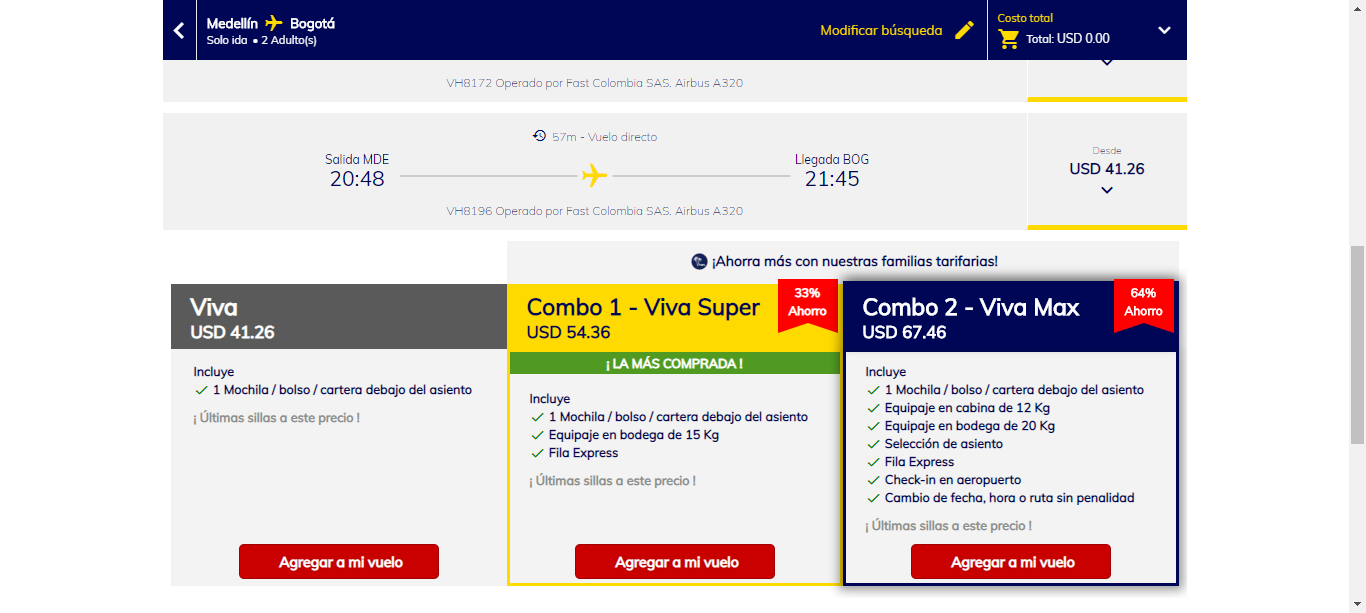 Medellín Bogotá
Solo ida • 2 Adulto(s)
Modificar búsqueda
Costo total
Total: USD 0.00
VH8172 Operado por Fast Colombia SAS. Airbus A320
57m - Vuelo directo
Salida MDE
20:48
Llegada BOG
21:45
VH8196 Operado por Fast Colombia SAS. Airbus A320
Desde
USD 41.26
¡Ahorra más con nuestras familias tarifarias!
Viva
USD 41.26
Incluye
1 Mochila / bolso / cartera debajo del asiento
¡ Últimas sillas a este precio !
Agregar a mi vuelo
Combo 1 - Viva Super
USD 54.36
33%
Ahorro
¡ LA MÁS COMPRADA !
Incluye
1 Mochila / bolso / cartera debajo del asiento
Equipaje en bodega de 15 Kg
Fila Express
¡ Últimas sillas a este precio !
Agregar a mi vuelo
Combo 2 - Viva Max
USD 67.46
64%
Ahorro
Incluye
1 Mochila / bolso / cartera debajo del asiento
Equipaje en cabina de 12 Kg
Equipaje en bodega de 20 Kg
Selección de asiento
Fila Express
Check-in en aeropuerto
Cambio de fecha, hora o ruta sin penalidad
¡ Últimas sillas a este precio !
Agregar a mi vuelo